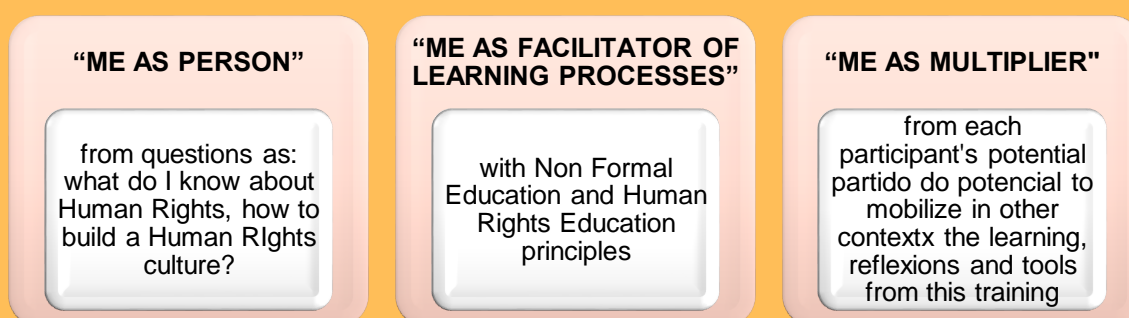 “ME AS PERSON”
from questions as:
what do I know about
Human Rights, how to
build a Human RIghts
culture?
“ME AS FACILITATOR OF
LEARNING PROCESSES”
with Non Formal
Education and Human
Rights Education
principles
“ME AS MULTIPLIER"
from each
participant's potential
partido do potencial to
mobilize in other
contextx the learning,
reflexions and tools
from this training